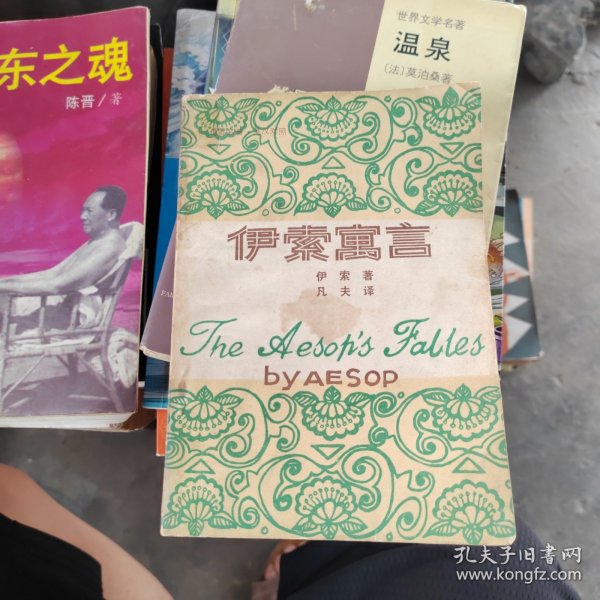 东之魂
陈晋/著
世界文学名著
温泉
〔法〕莫泊桑著
伊索寓言
伊索著
凡夫译
The Aesop's Fables
by AESOP
孔夫子旧书网
www.kongfz.com